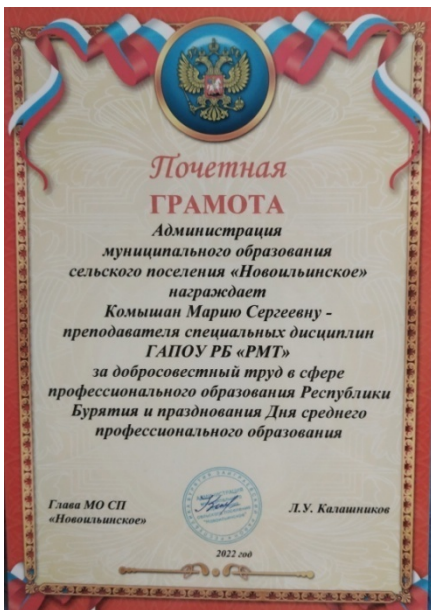 Почетная
ГРАМОТА
Администрация
муниципального образования
сельского поселения «Новоильинское»
награждает
Комышан Марию Сергеевну -
преподавателя специальных дисциплин
ГАПОУ РБ «РМТ»
за добросовестный труд в сфере
профессионального образования Республики
Бурятия и празднования Дня среднего
профессионального образования
Глава МО СП
«Новоильинское»
Л.У. Калашников
2022 год